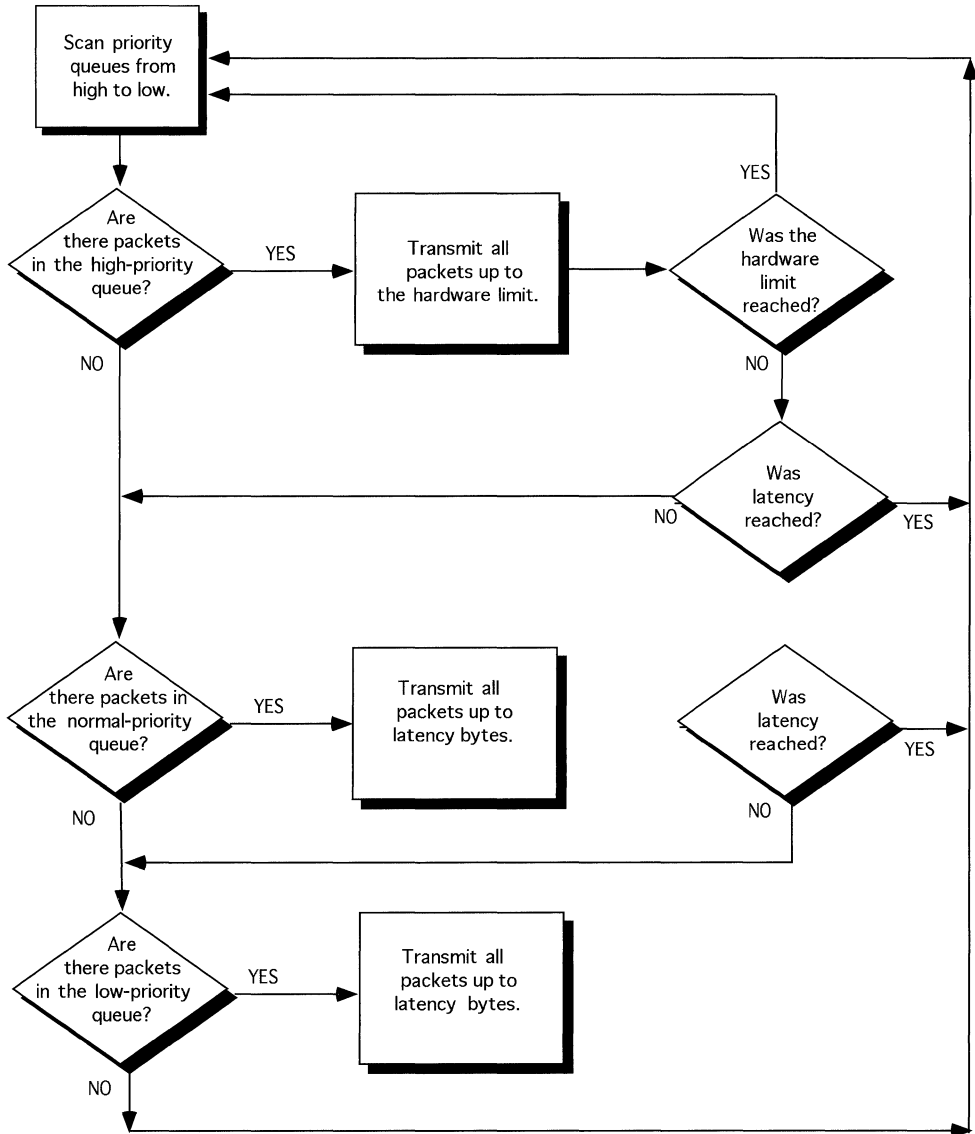 Scan priority
queues from
high to low.
YES
Are
there packets
in the high-priority
queue?
YES
Transmit all
packets up to
the hardware limit.
Was the
hardware
limit
reached?
NO
NO
Was
latency
reached?
NO
YES
Are
there packets in
the normal-priority
queue?
YES
Transmit all
packets up to
latency bytes.
Was
latency
reached?
YES
NO
NO
Are
there packets
in the low-priority
queue?
YES
Transmit all
packets up to
latency bytes.
NO